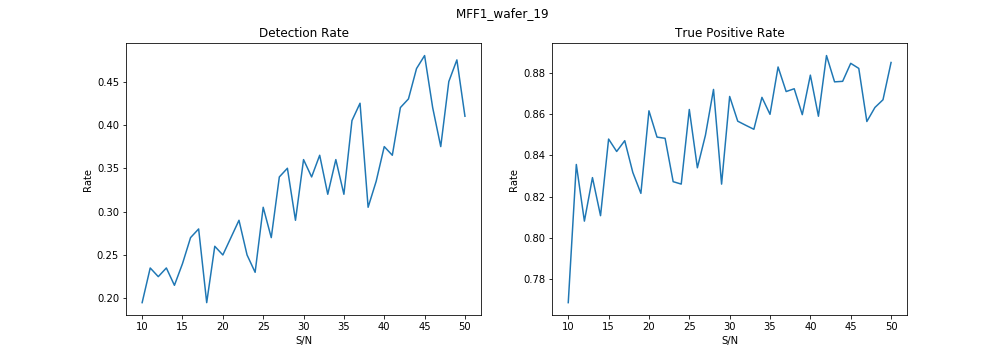 MFF1_wafer_19
Detection Rate
0.45
0.40
0.35
0.30
0.25
0.20
Rate
10 15 20 25 30 35 40 45 50
S/N
True Positive Rate
0.88
0.86
0.84
0.82
0.80
0.78
Rate
10 15 20 25 30 35 40 45 50
S/N